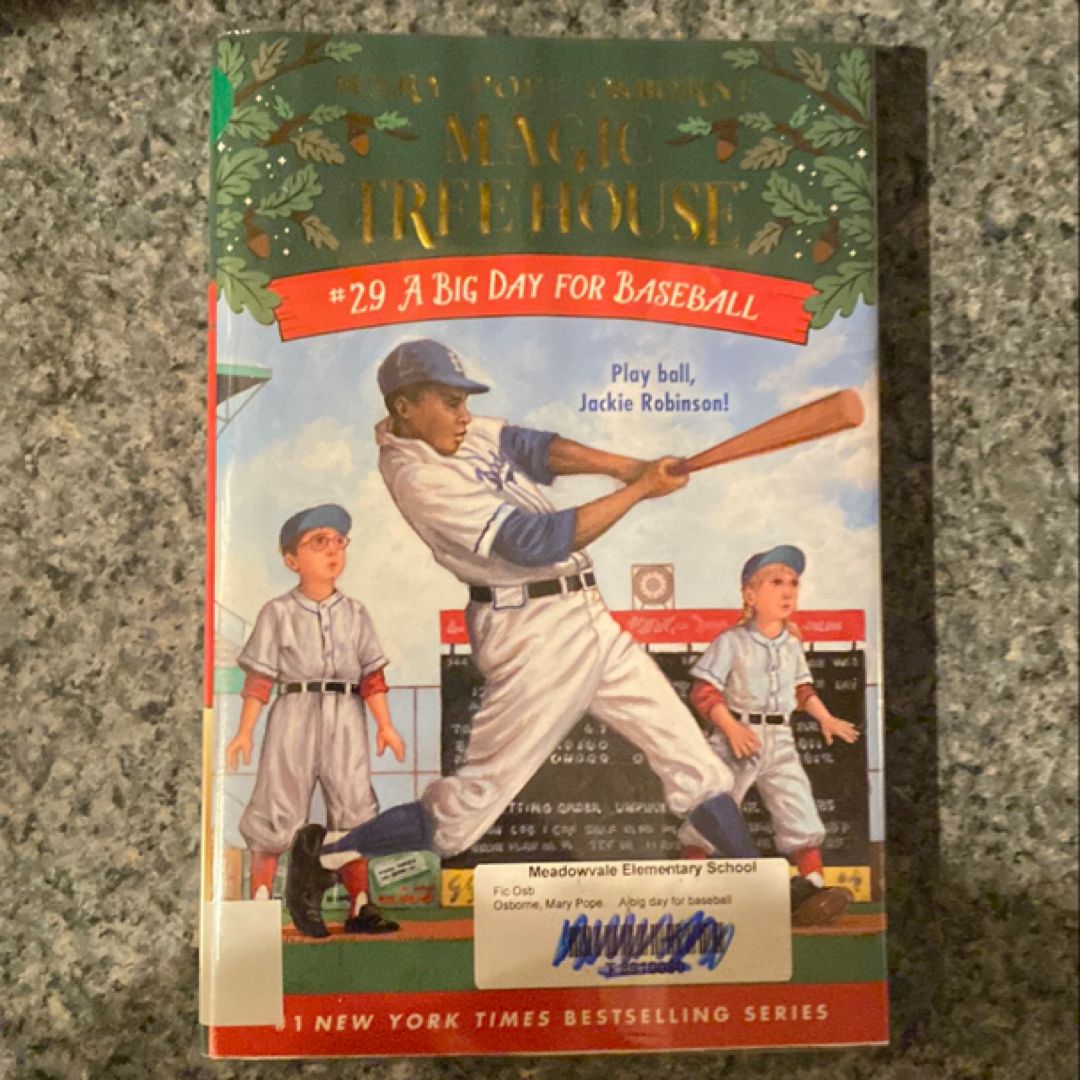 MARY POPE OSBORNE
MAGIC
TREE HOUSE
#29 A BIG DAY FOR BASEBALL
Play ball,
Jackie Robinson!
Meadowvale Elementary School
Fic Osb
Osborne, Mary Pope. A big day for baseball
#1 NEW YORK TIMES BESTSELLING SERIES